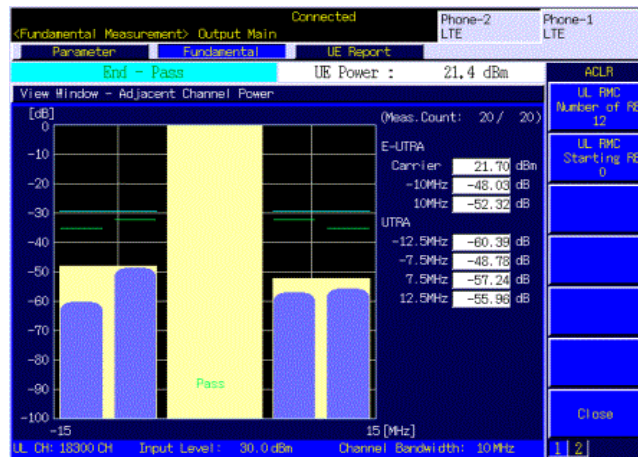 Connected
Phone-2
LTE
Phone-1
LTE
<Fundamental Measurement> Output Main
Parameter
Fundamental
UE Report
End - Pass
UE Power :
21.4 dBm
ACLR
View Window - Adjacent Channel Power
UL RMC
Number of RB
12
UL RMC
Starting RB
0
[dB]
(Meas.Count: 20/ 20)
0
-10
-20
-30
-40
-50
-60
-70
-80
-90
-100
E-UTRA
Carrier 21.70 dBm
-10MHz -48.03 dB
10MHz -52.32 dB
UTRA
-12.5MHz -60.39 dB
-7.5MHz -48.78 dB
7.5MHz -57.24 dB
12.5MHz -55.96 dB
Pass
-15
15 [MHz]
Close
UL CH: 18300 CH Input Level: 30.0 dBm Channel Bandwidth: 10 MHz
1 2